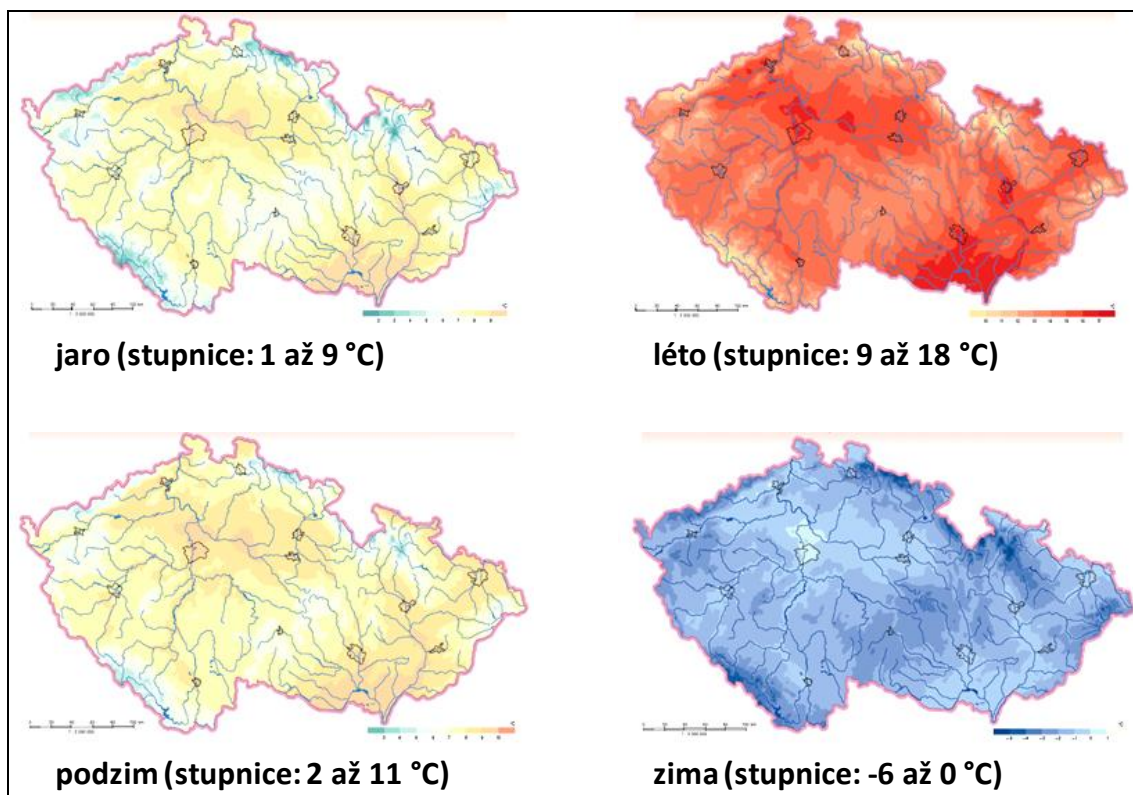 jaro (stupnice: 1 až 9 °C)
léto (stupnice: 9 až 18 °C)
podzim (stupnice: 2 až 11 °C)
zima (stupnice: -6 až 0 °C)